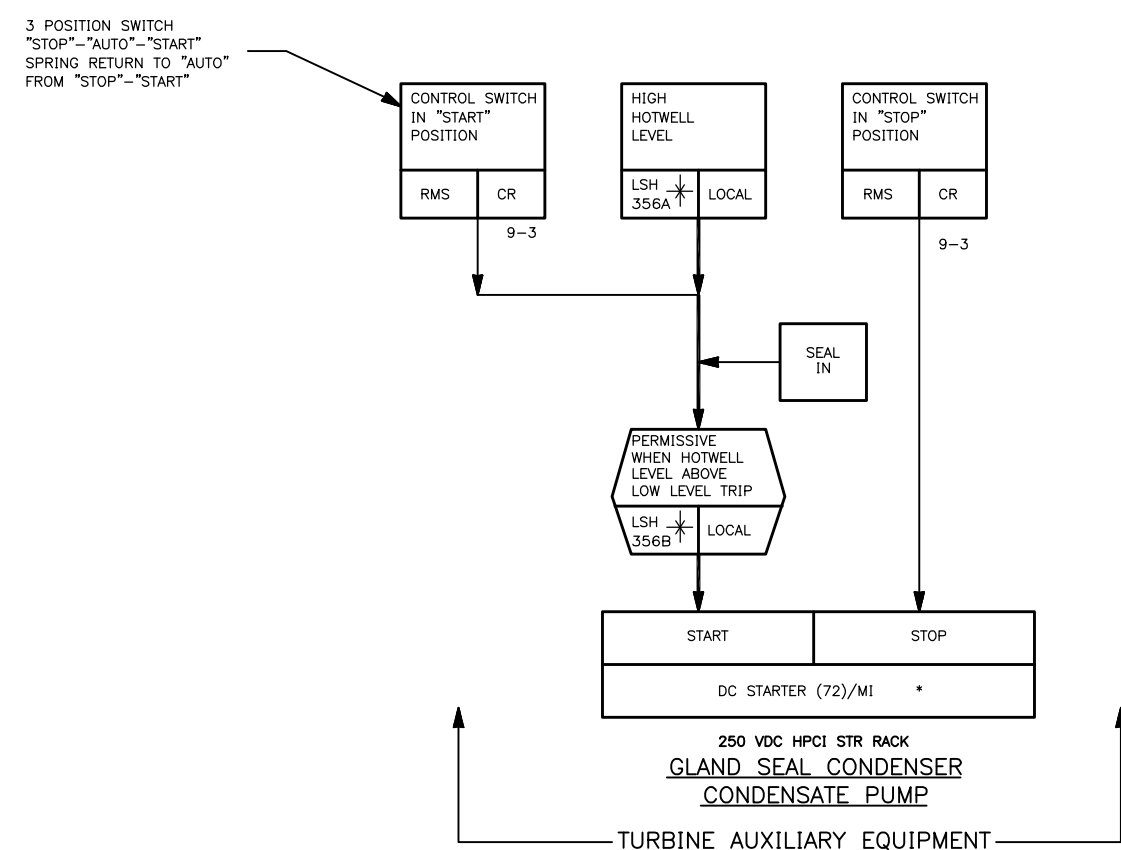 3 POSITION SWITCH
"STOP"-"AUTO"-"START"
SPRING RETURN TO "AUTO"
FROM "STOP"-"START"
CONTROL SWITCH
IN "START"
POSITION
RMS
CR
9-3
HIGH
HOTWELL
LEVEL
LSH
356A
LOCAL
CONTROL SWITCH
IN "STOP"
POSITION
RMS
CR
9-3
SEAL
IN
PERMISSIVE
WHEN HOTWELL
LEVEL ABOVE
LOW LEVEL TRIP
LSH
356B
LOCAL
START
STOP
DC STARTER (72)/MI *
250 VDC HPCI STR RACK
GLAND SEAL CONDENSER
CONDENSATE PUMP
TURBINE AUXILIARY EQUIPMENT